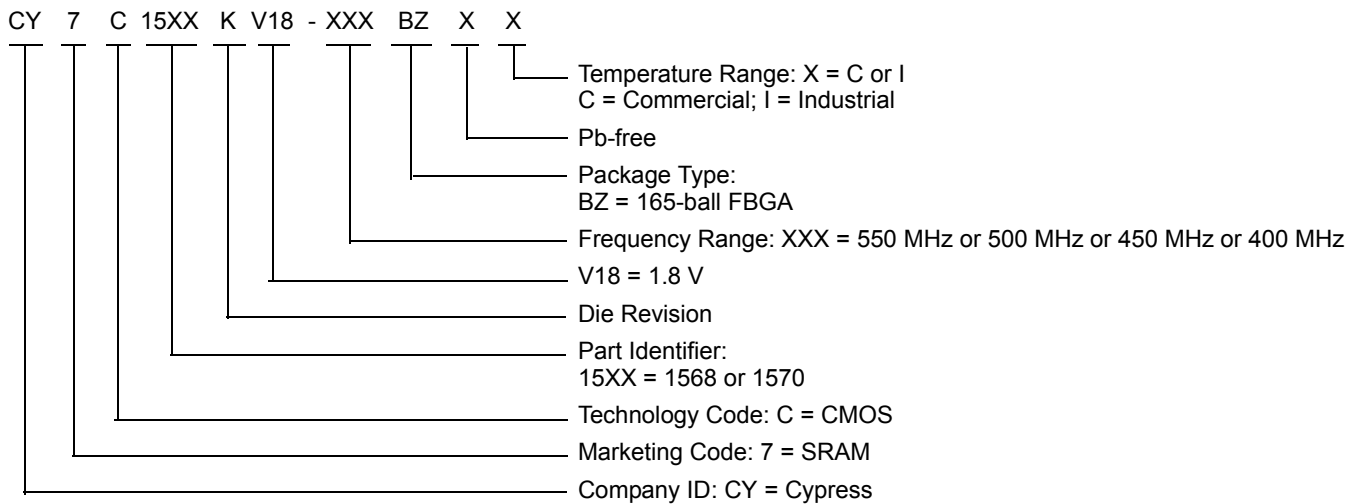 CY 7 C 15XX K V18 - XXX BZ X X
Temperature Range: X = C or I
C = Commercial; I = Industrial
Pb-free
Package Type:
BZ = 165-ball FBGA
Frequency Range: XXX = 550 MHz or 500 MHz or 450 MHz or 400 MHz
V18 = 1.8 V
Die Revision
Part Identifier:
15XX = 1568 or 1570
Technology Code: C = CMOS
Marketing Code: 7 = SRAM
Company ID: CY = Cypress